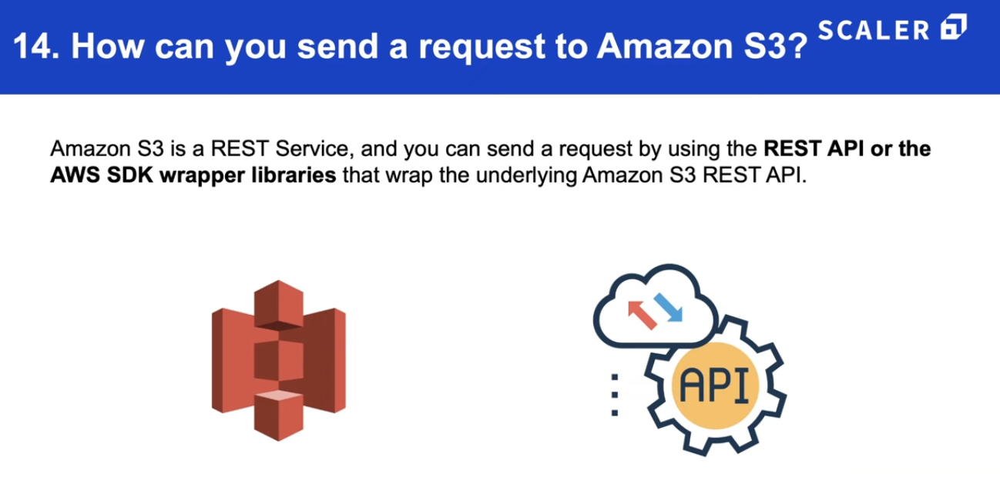 14. How can you send a request to Amazon S3?
SCALER
Amazon S3 is a REST Service, and you can send a request by using the REST API or the
AWS SDK wrapper libraries that wrap the underlying Amazon S3 REST API.
API